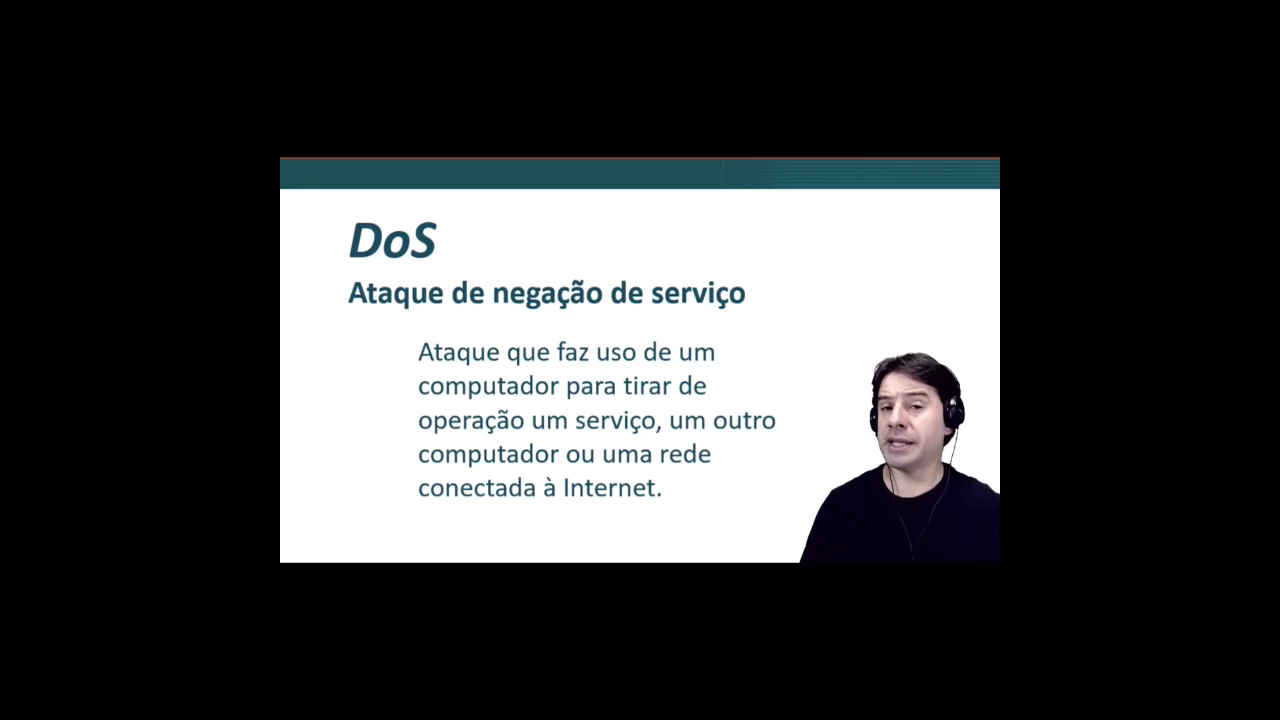 DoS
Ataque de negação de serviço
Ataque que faz uso de um
computador para tirar de
operação um serviço, um outro
computador ou uma rede
conectada à Internet.